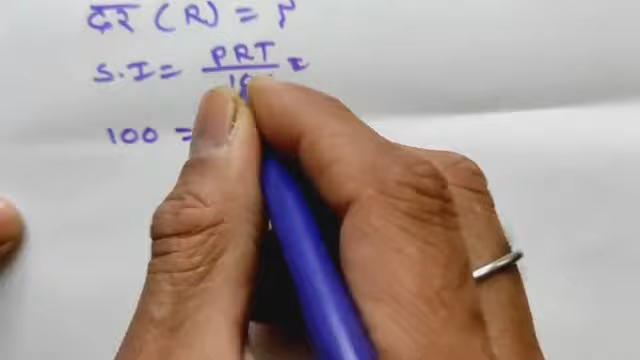 दर (R) = ?
S.I = PRT
100 =